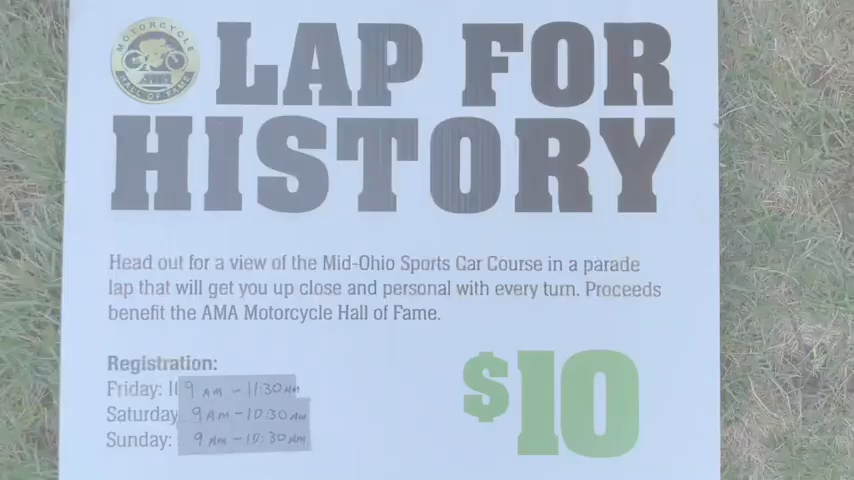 MOTORCYCLE
HALL OF FAME
LAP FOR
HISTORY
Head out for a view of the Mid-Ohio Sports Car Course in a parade
lap that will get you up close and personal with every turn. Proceeds
benefit the AMA Motorcycle Hall of Fame.
Registration:
Friday: 9 AM - 11:30 AM
Saturday 9 AM - 10:30 AM
Sunday: 9 AM - 10:30 AM
$10